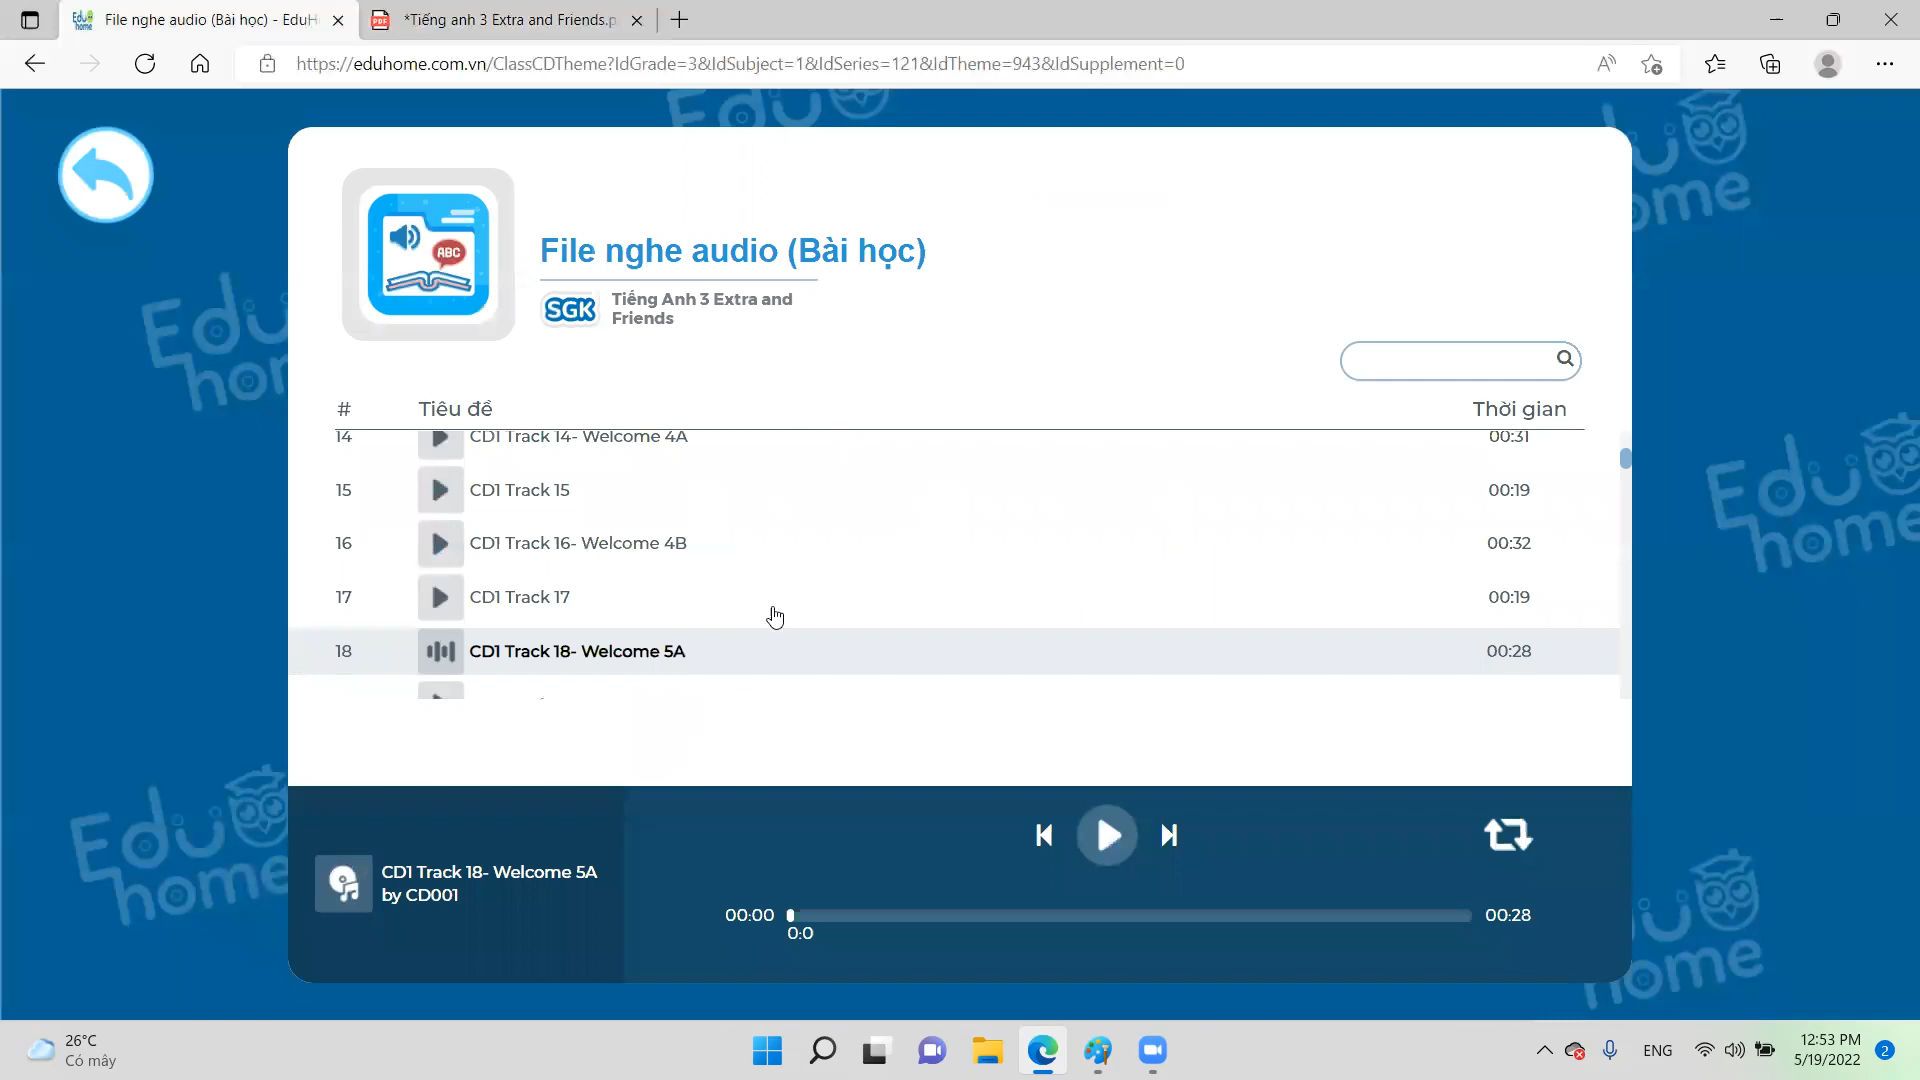 File nghe audio (Bài học) - EduH
*Tiếng anh 3 Extra and Friends.p
https://eduhome.com.vn/ClassCDTheme?IdGrade=3&IdSubject=1&IdSeries=121&IdTheme=943&IdSupplement=0
ABC
File nghe audio (Bài học)
SGK
Tiếng Anh 3 Extra and
Friends
# Tiêu đề Thời gian
14 CD1 Track 14- Welcome 4A 00:31
15 CD1 Track 15 00:19
16 CD1 Track 16- Welcome 4B 00:32
17 CD1 Track 17 00:19
18 CD1 Track 18- Welcome 5A 00:28
CD1 Track 18- Welcome 5A
by CD001
00:00 00:28
0:0
Edu
home
26°C
Có mây
ENG
12:53 PM
5/19/2022
2